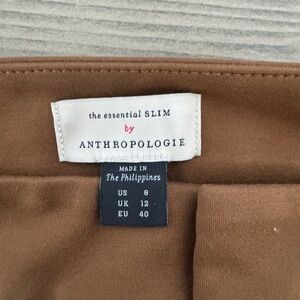 the essential SLIM
by
ANTHROPOLOGIE
MADE IN
The Philippines
US 8
UK 12
EU 40